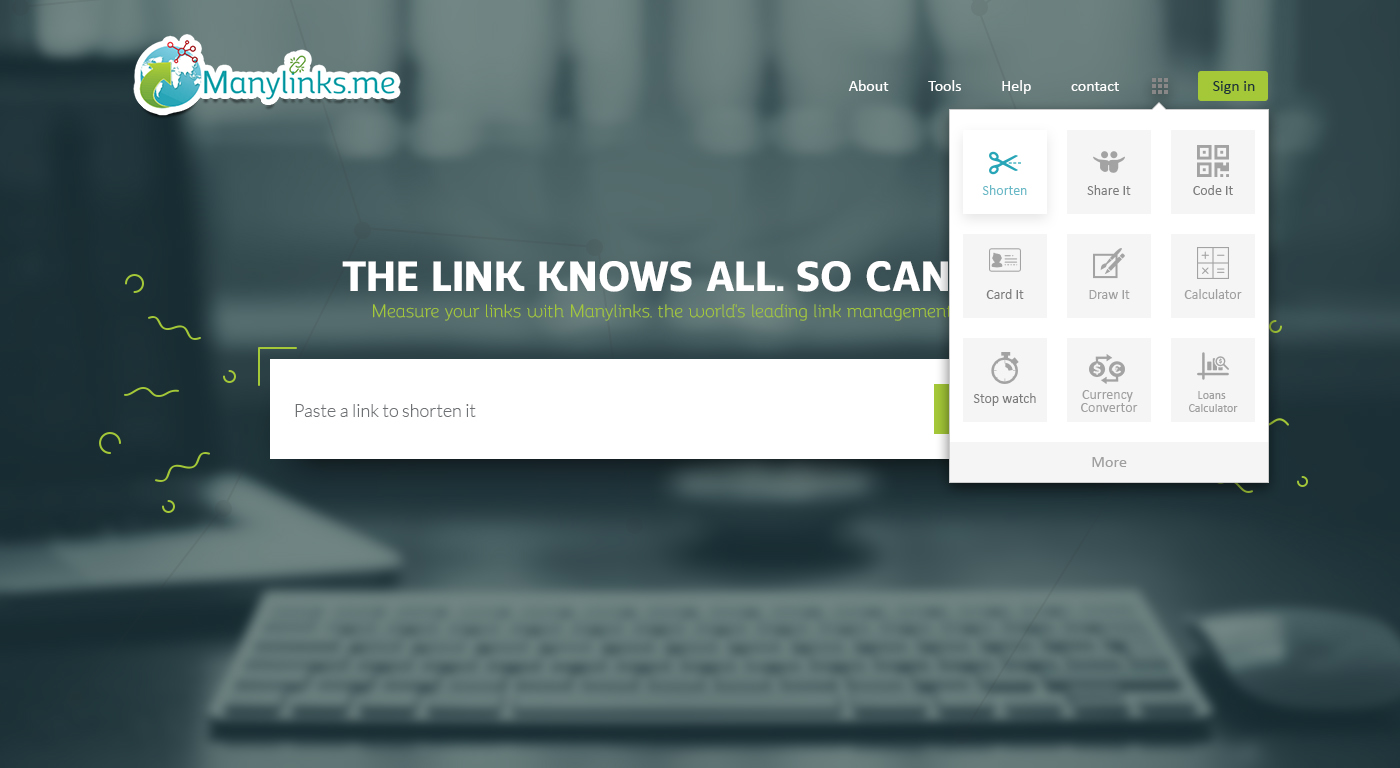 Manylinks.me
About
Tools
Help
contact
Sign in
THE LINK KNOWS ALL. SO CAN
Measure your links with Manylinks, the world's leading link management
Paste a link to shorten it
Shorten
Share It
Code It
Card It
Draw It
Calculator
Stop watch
Currency
Convertor
Loans
Calculator
More